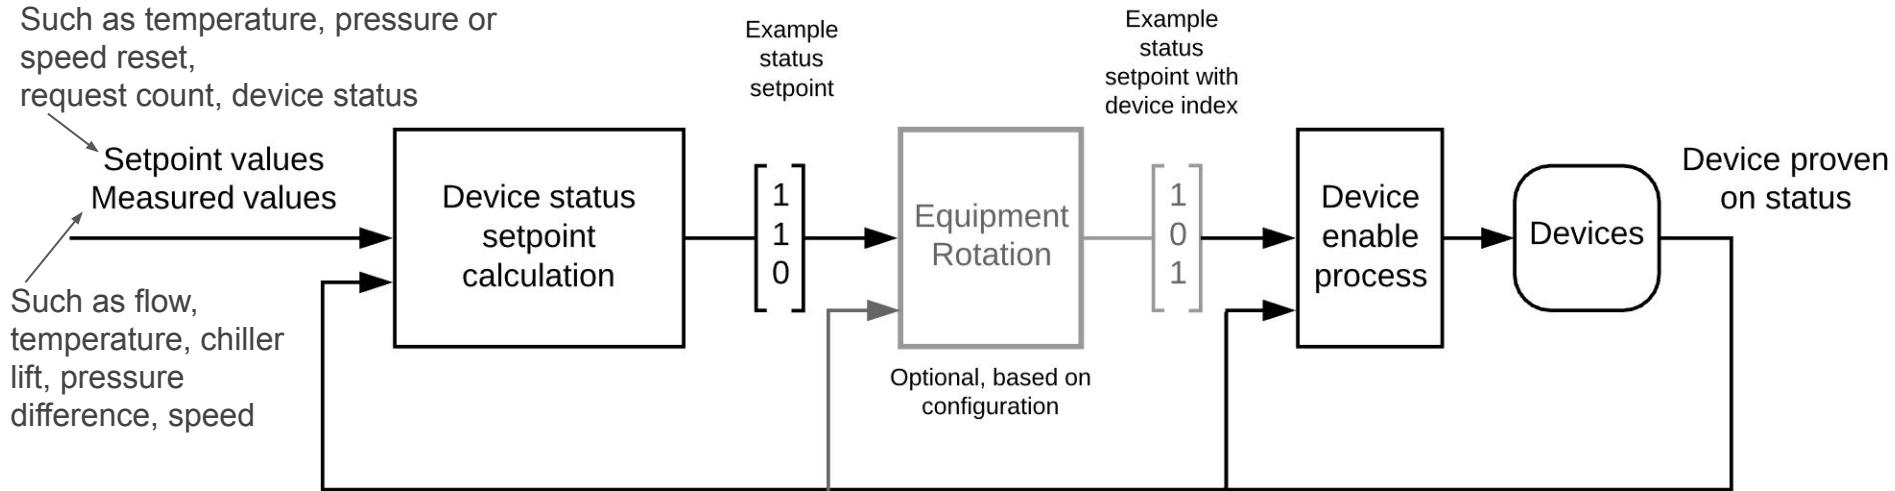 Such as temperature, pressure or
speed reset,
request count, device status
Setpoint values
Measured values
Such as flow,
temperature, chiller
lift, pressure
difference, speed
Device status
setpoint
calculation
Example
status
setpoint
1
1
0
Equipment
Rotation
Optional, based on
configuration
Example
status
setpoint with
device index
1
0
1
Device
enable
process
Devices
Device proven
on status